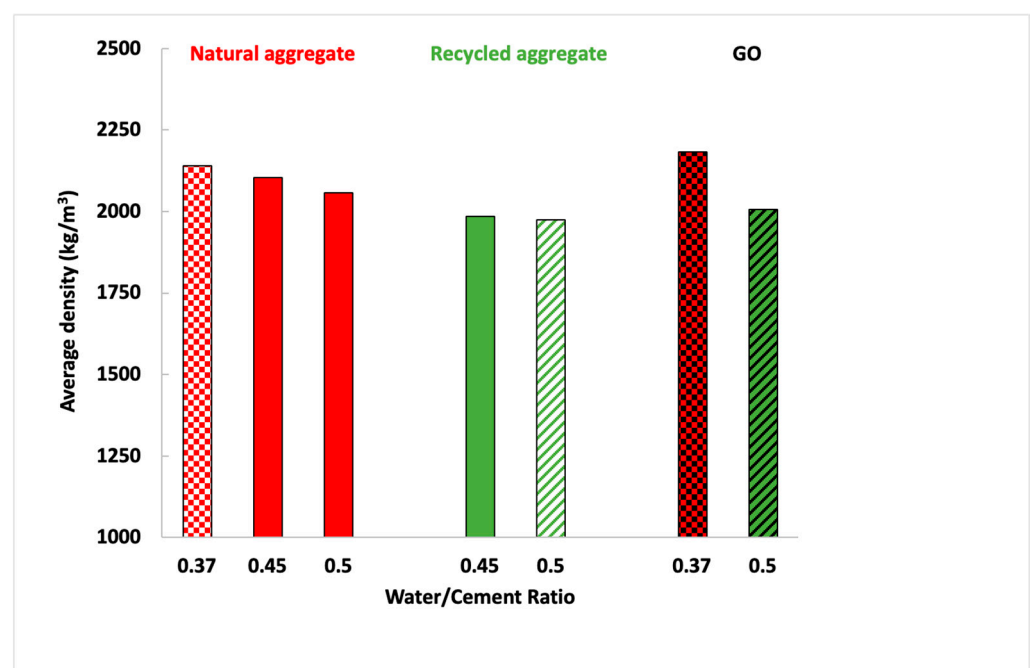 Natural aggregate Recycled aggregate GO
Average density (kg/m³)
2500
2250
2000
1750
1500
1250
1000
0.37 0.45 0.5 0.45 0.5 0.37 0.5
Water/Cement Ratio